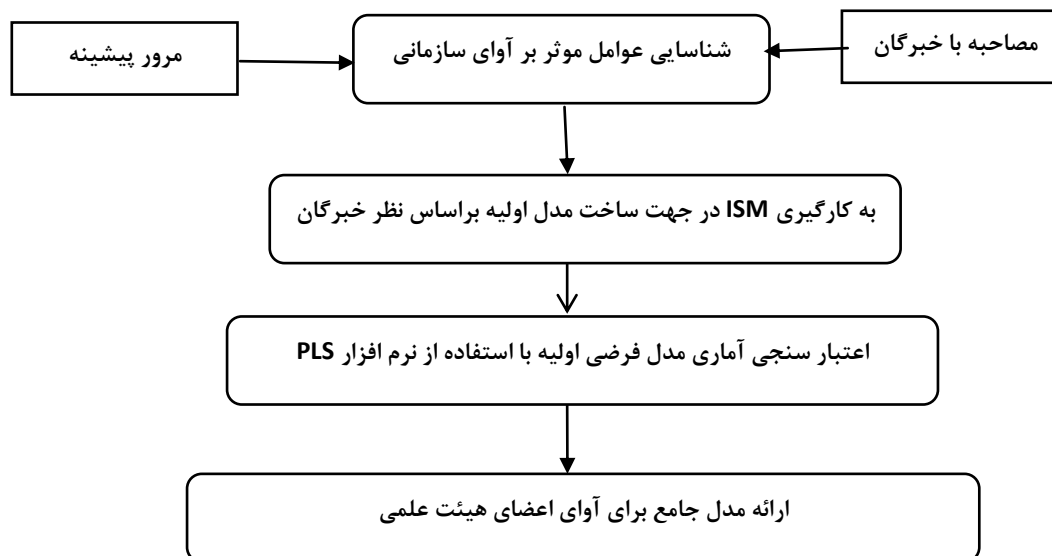 مصاحبه با خبرگان
شناسایی عوامل موثر بر آوای سازمانی
مرور پیشینه
به کارگیری ISM در جهت ساخت مدل اولیه براساس نظر خبرگان
اعتبار سنجی آماری مدل فرضی اولیه با استفاده از نرم افزار PLS
ارائه مدل جامع برای آوای اعضای هیئت علمی